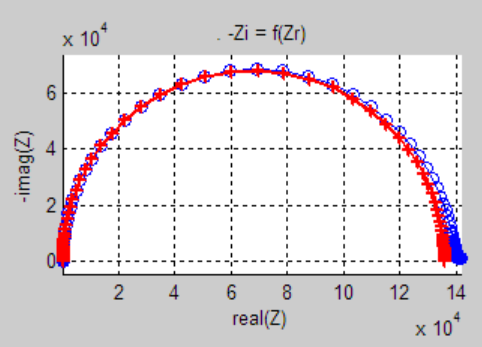 x 10^4
. -Zi = f(Zr)
6
4
2
0
-imag(Z)
2 4 6 8 10 12 14
real(Z)
x 10^4